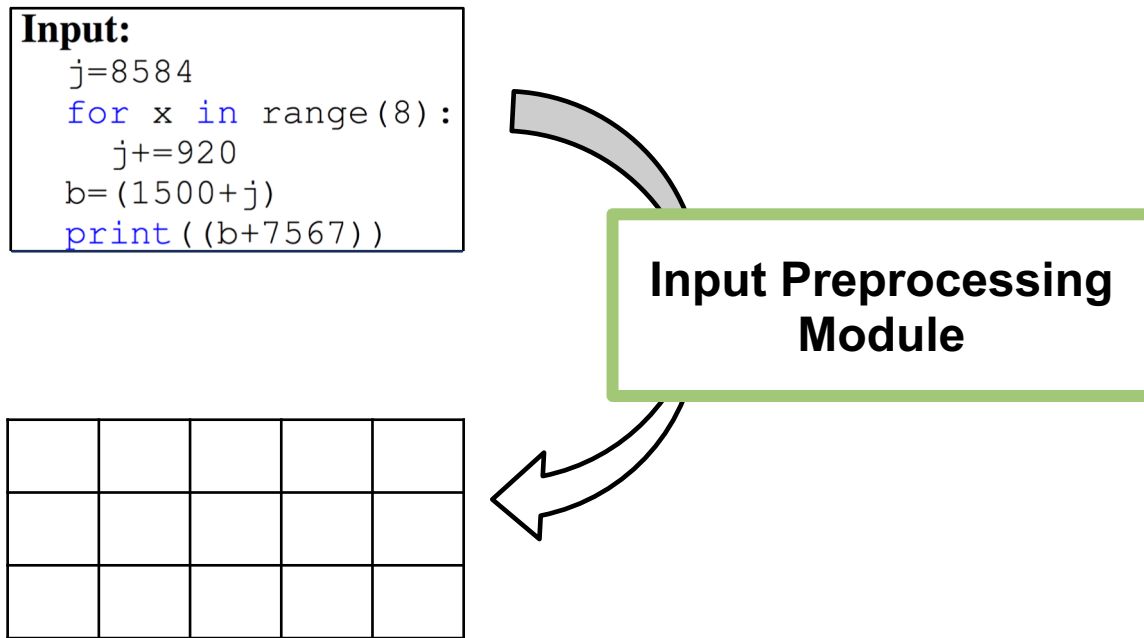 Input:
j=8584
for x in range(8):
j+=920
b=(1500+j)
print((b+7567))
Input Preprocessing
Module